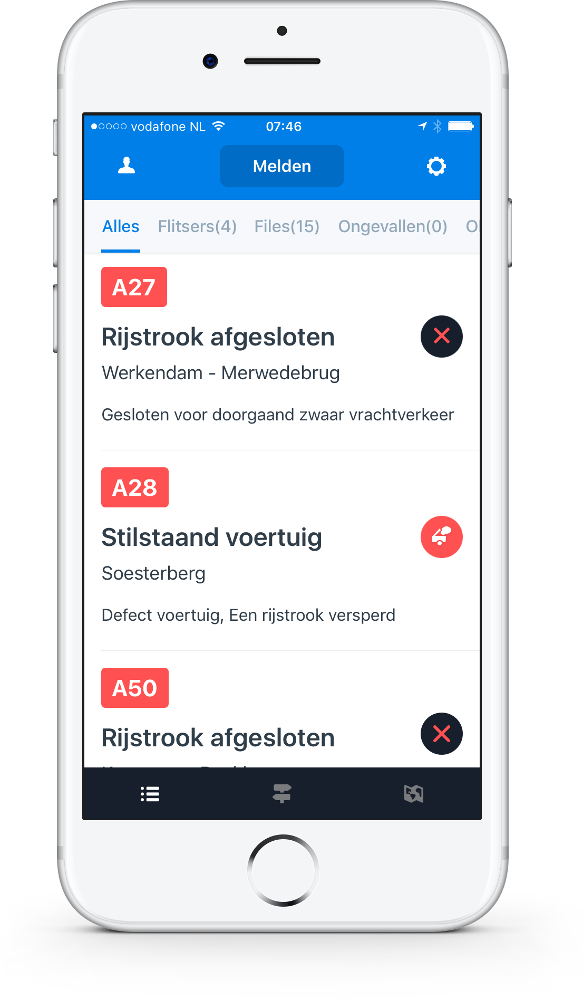 vodafone NL 07:46
Melden
Alles Flitsers(4) Files(15) Ongevallen(0) O
A27
Rijstrook afgesloten
Werkendam - Merwedebrug
Gesloten voor doorgaand zwaar vrachtverkeer
A28
Stilstaand voertuig
Soesterberg
Defect voertuig, Een rijstrook versperd
A50
Rijstrook afgesloten